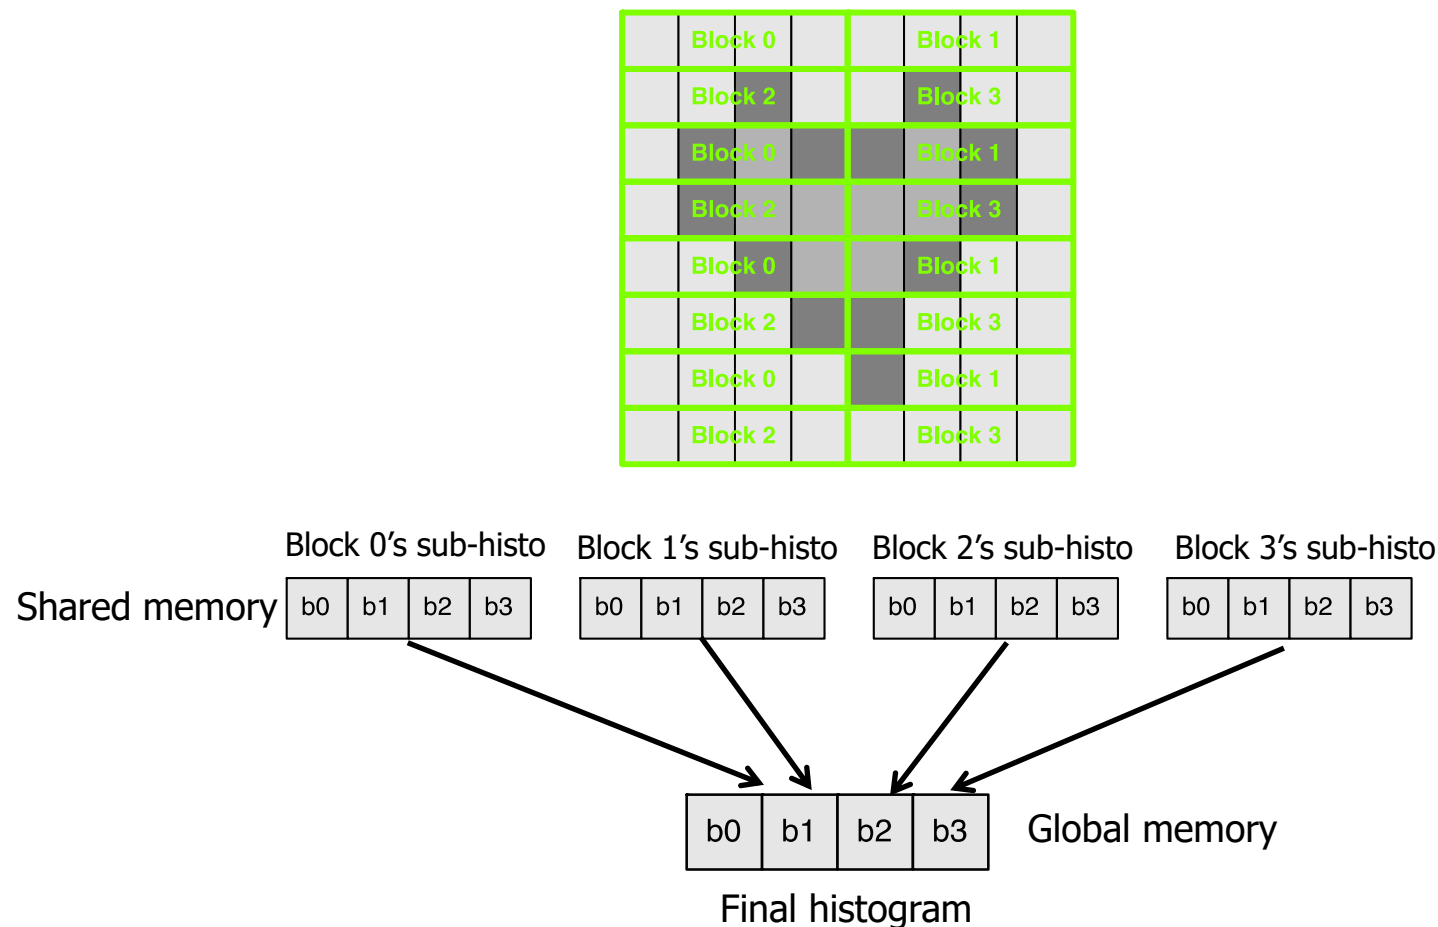 Block 0 Block 1
Block 2 Block 3
Block 0 Block 1
Block 2 Block 3
Block 0 Block 1
Block 2 Block 3
Block 0 Block 1
Block 2 Block 3
Block 0’s sub-histo Block 1’s sub-histo Block 2’s sub-histo Block 3’s sub-histo
Shared memory b0 b1 b2 b3 b0 b1 b2 b3 b0 b1 b2 b3 b0 b1 b2 b3
b0 b1 b2 b3 Global memory
Final histogram